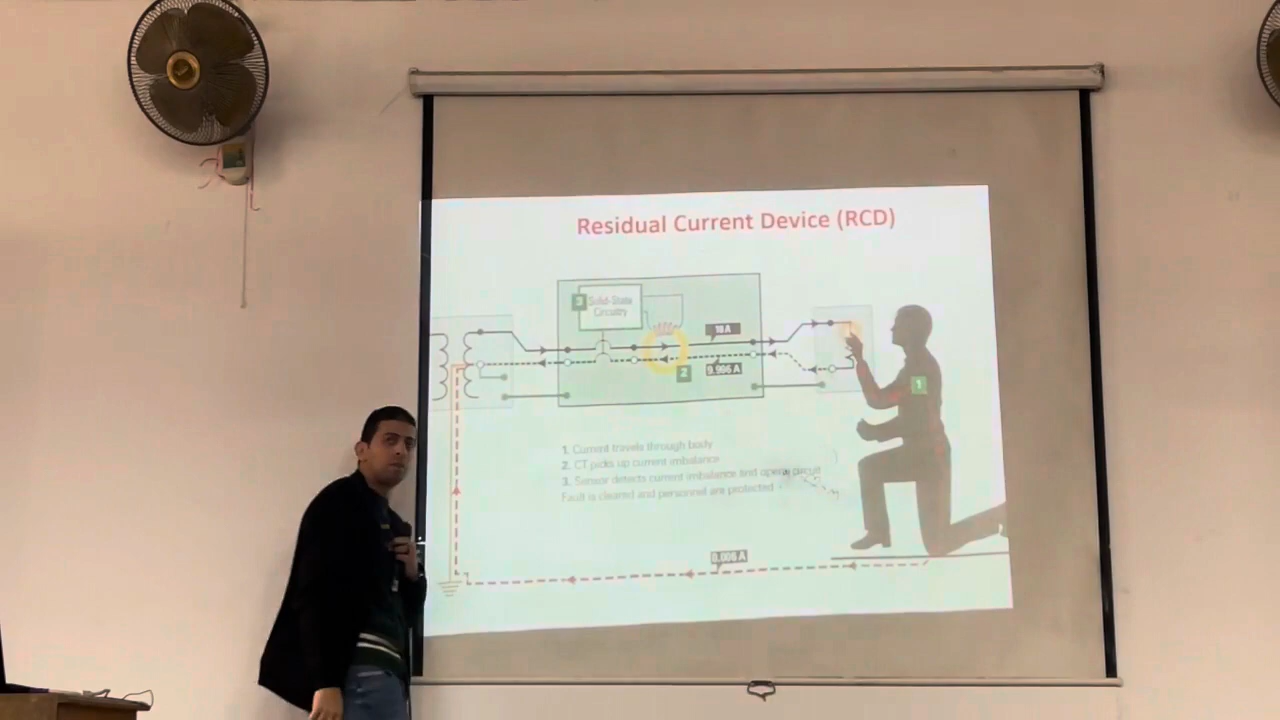 Residual Current Device (RCD)
3
Solid-State
Circuitry
10 A
2
9.996 A
1
1. Current travels through body
2. CT picks up current imbalance
3. Sensor detects current imbalance and opens circuit
Fault is cleared and personnel are protected
0.006 A